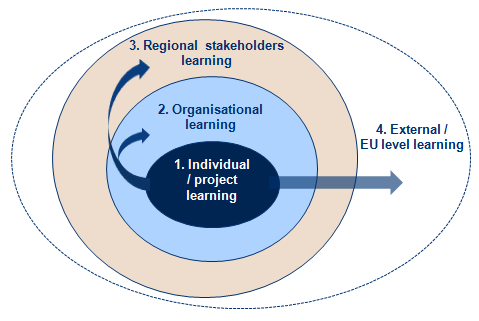 3. Regional stakeholders
learning
2. Organisational
learning
4. External /
EU level learning
1. Individual
/ project
learning